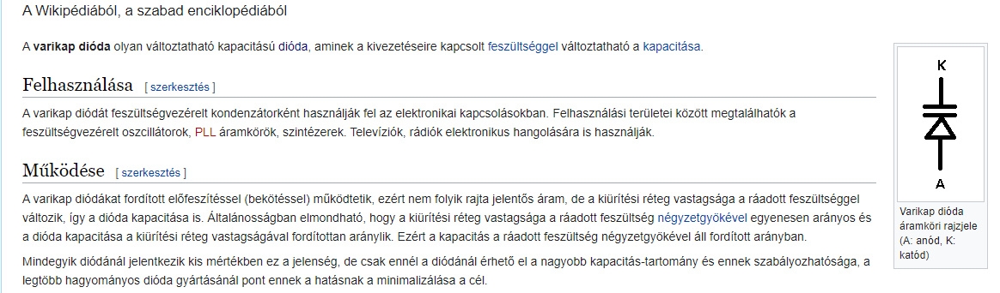 A Wikipédiából, a szabad enciklopédiából
A varikap dióda olyan változtatható kapacitású dióda, aminek a kivezetéseire kapcsolt feszültséggel változtatható a kapacitása.
Felhasználása [ szerkesztés ]
A varikap diódát feszültségvezérelt kondenzátorként használják fel az elektronikai kapcsolásokban. Felhasználási területei között megtalálhatók a
feszültségvezérelt oszcillátorok, PLL áramkörök, szintézerek. Televíziók, rádiók elektronikus hangolására is használják.
Működése [ szerkesztés ]
A varikap diódákat fordított előfeszítéssel (bekötéssel) működtetik, ezért nem folyik rajta jelentős áram, de a kiürítési réteg vastagsága a ráadott feszültséggel
változik, így a dióda kapacitása is. Általánosságban elmondható, hogy a kiürítési réteg vastagsága a ráadott feszültség négyzetgyökével egyenesen arányos és
a dióda kapacitása a kiürítési réteg vastagságával fordítottan aránylik. Ezért a kapacitás a ráadott feszültség négyzetgyökével áll fordított arányban.
Mindegyik diódánál jelentkezik kis mértékben ez a jelenség, de csak ennél a diódánál érhető el a nagyobb kapacitás-tartomány és ennek szabályozhatósága, a
legtöbb hagyományos dióda gyártásánál pont ennek a hatásnak a minimalizálása a cél.
K
A
Varikap dióda
áramköri rajzjele
(A: anód, K:
katód)